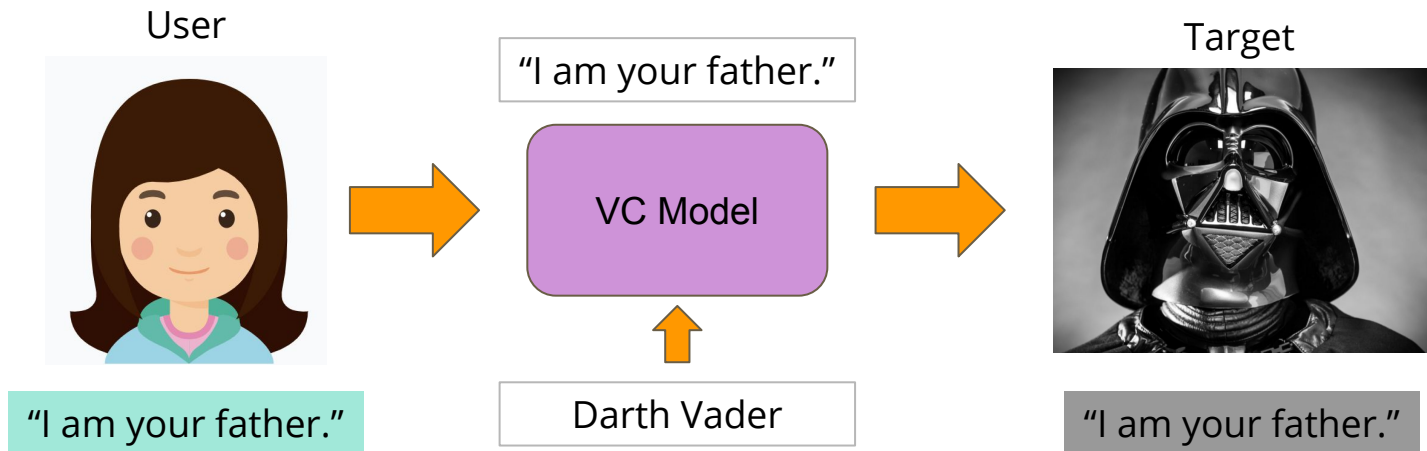 User
“I am your father.”
Target
VC Model
“I am your father.”
Darth Vader
“I am your father.”